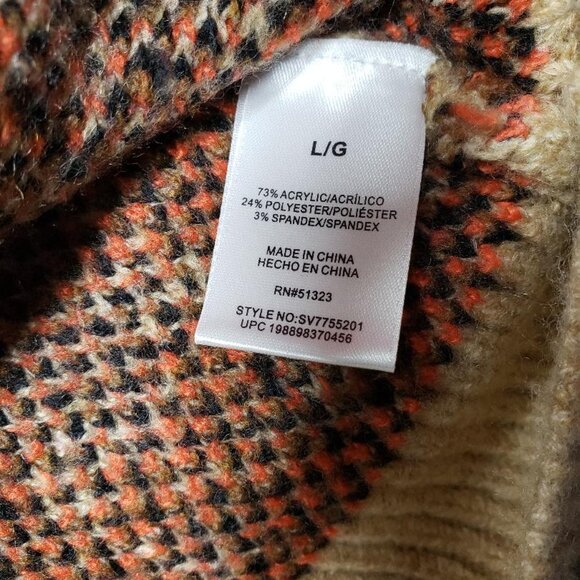 L/G
73% ACRYLIC/ACRÍLICO
24% POLYESTER/POLIÉSTER
3% SPANDEX/SPANDEX
MADE IN CHINA
HECHO EN CHINA
RN#51323
STYLE NO:SV7755201
UPC 198898370456